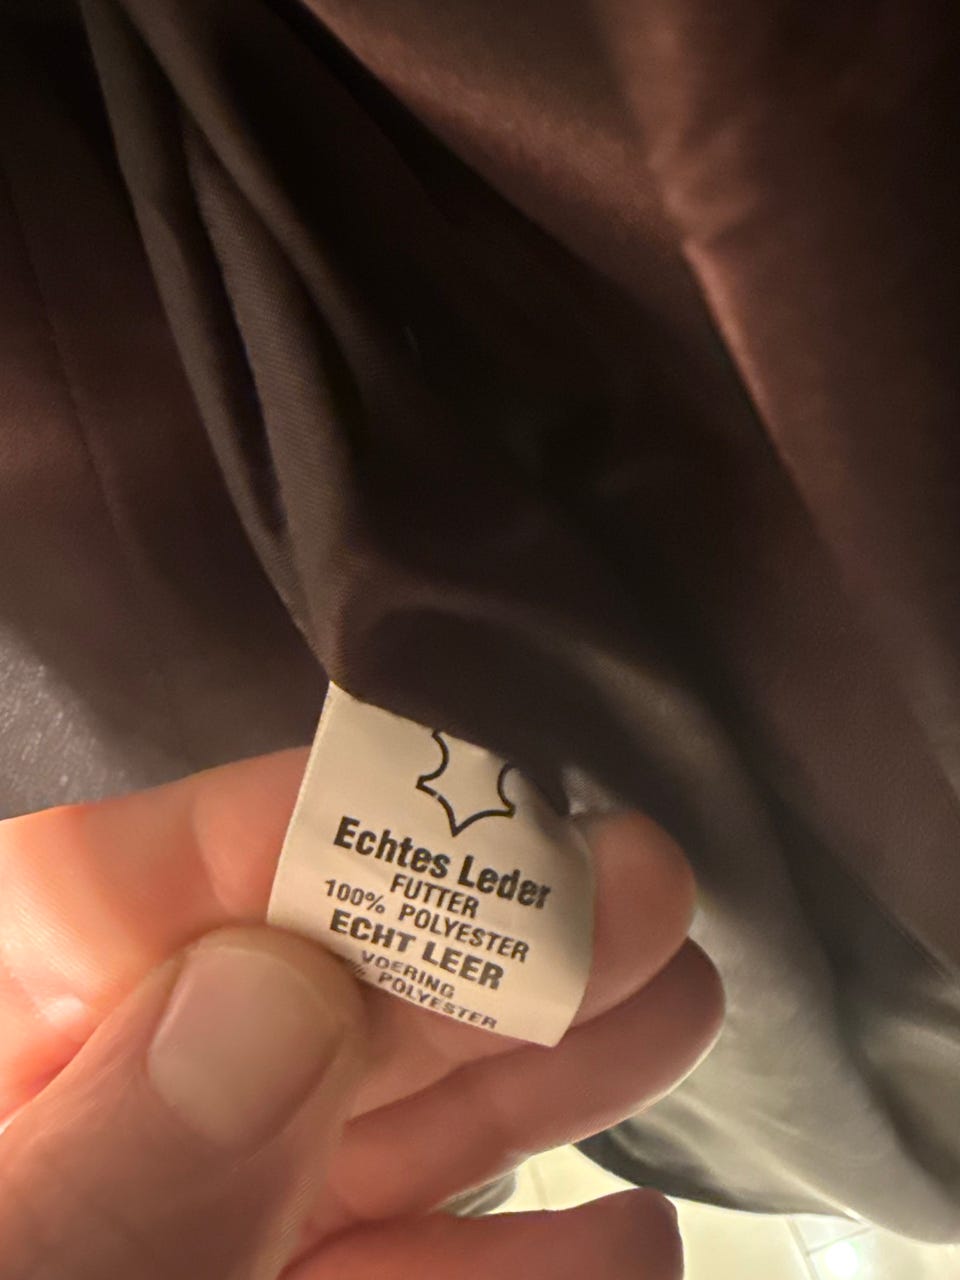 Echtes Leder
FUTTER
100% POLYESTER
ECHT LEER
VOERING
% POLYESTER